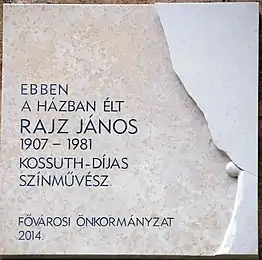 EBBEN
A HÁZBAN ÉLT
RAJZ JÁNOS
1907 – 1981
KOSSUTH-DÍJAS
SZÍNMŰVÉSZ.
FŐVÁROSI ÖNKORMÁNYZAT
2014.